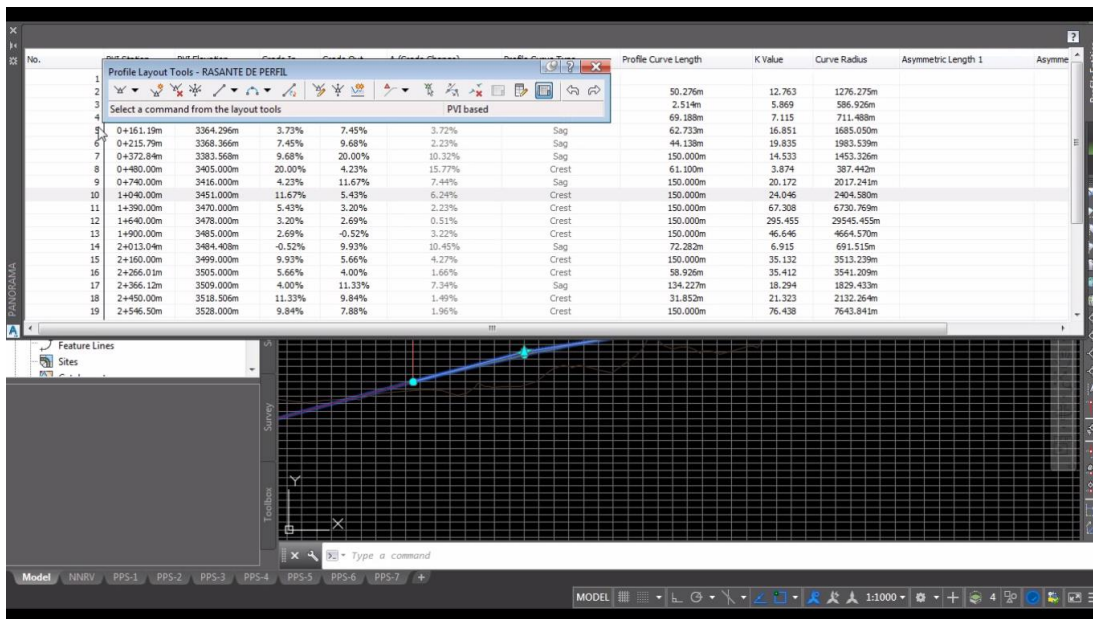 No. Profile Curve Length K Value Curve Radius Asymmetric Length 1 Asymme
Profile Layout Tools - RASANTE DE PERFIL
Select a command from the layout tools PVI based
1
2 50.276m 12.763 1276.275m
3 2.514m 5.869 586.926m
4 69.188m 7.115 711.488m
5 0+161.19m 3364.296m 3.73% 7.45% 3.72% Sag 62.733m 16.851 1685.050m
6 0+215.79m 3368.366m 7.45% 9.68% 2.23% Sag 44.138m 19.835 1983.539m
7 0+372.84m 3383.568m 9.68% 20.00% 10.32% Sag 150.000m 14.533 1453.326m
8 0+480.00m 3405.000m 20.00% 4.23% 15.77% Crest 61.100m 3.874 387.442m
9 0+740.00m 3416.000m 4.23% 11.67% 7.44% Sag 150.000m 20.172 2017.241m
10 1+040.00m 3451.000m 11.67% 5.43% 6.24% Crest 150.000m 24.046 2404.580m
11 1+390.00m 3470.000m 5.43% 3.20% 2.23% Crest 150.000m 67.308 6730.769m
12 1+640.00m 3478.000m 3.20% 2.69% 0.51% Crest 150.000m 295.455 29545.455m
13 1+900.00m 3485.000m 2.69% -0.52% 3.22% Crest 150.000m 46.646 4664.570m
14 2+013.04m 3484.408m -0.52% 9.93% 10.45% Sag 72.282m 6.915 691.515m
15 2+160.00m 3499.000m 9.93% 5.66% 4.27% Crest 150.000m 35.132 3513.239m
16 2+266.01m 3505.000m 5.66% 4.00% 1.66% Crest 58.926m 35.412 3541.209m
17 2+366.12m 3509.000m 4.00% 11.33% 7.34% Sag 134.227m 18.294 1829.433m
18 2+450.00m 3518.506m 11.33% 9.84% 1.49% Crest 31.852m 21.323 2132.264m
19 2+546.50m 3528.000m 9.84% 7.88% 1.96% Crest 150.000m 76.438 7643.841m
PANORAMA
Feature Lines
Sites
Survey
Toolbox
Y
X
Type a command
Model NNRV PPS-1 PPS-2 PPS-3 PPS-4 PPS-5 PPS-6 PPS-7 +
MODEL 1:1000 4